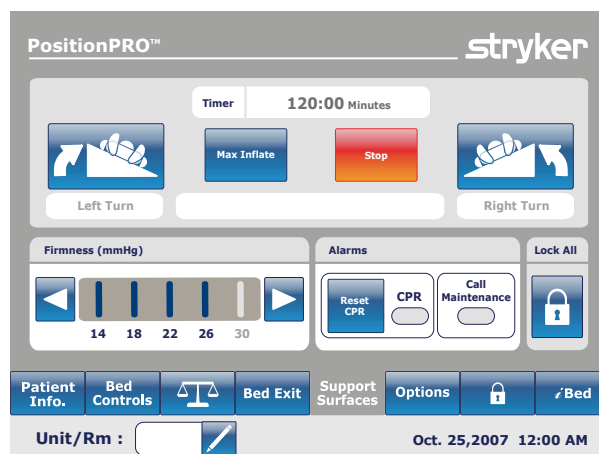 PositionPRO™
stryker
Timer 120:00 Minutes
Max Inflate
Stop
Left Turn
Right Turn
Firmness (mmHg)
14 18 22 26 30
Alarms
Reset
CPR
CPR
Call
Maintenance
Lock All
Patient
Info.
Bed
Controls
Bed Exit
Support
Surfaces
Options
iBed
Unit/Rm :
Oct. 25,2007 12:00 AM